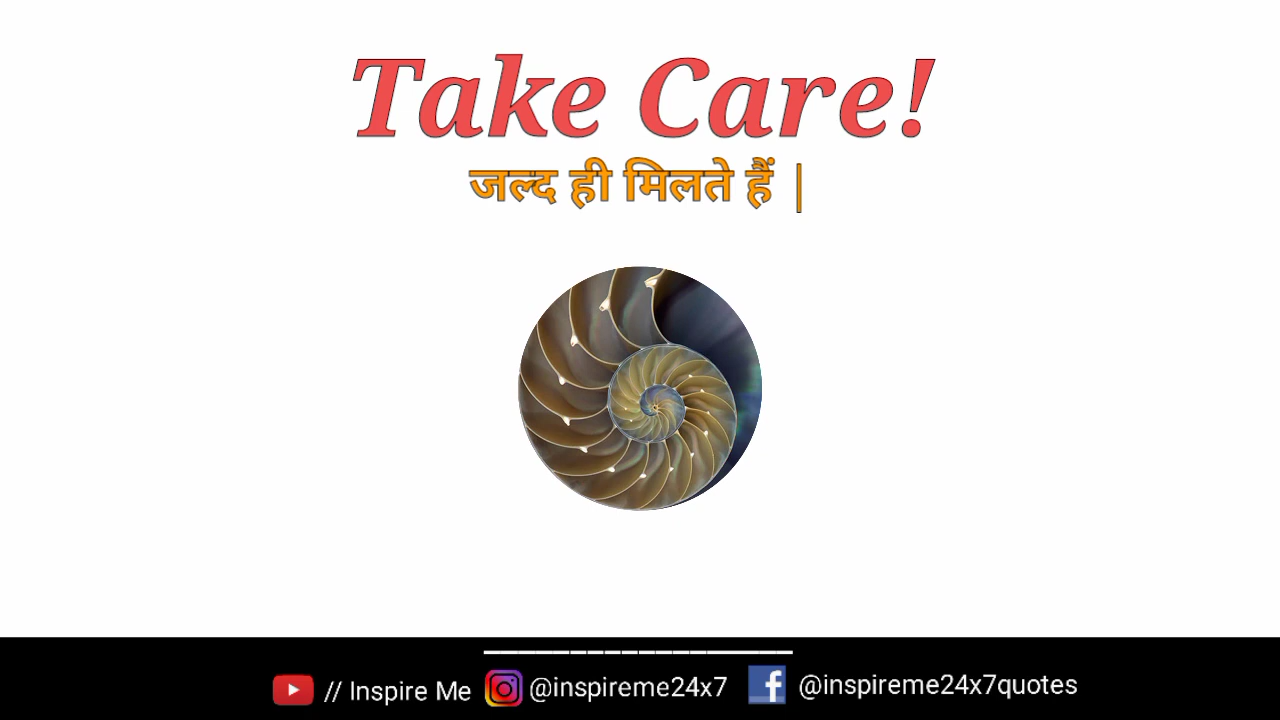 Take Care!
जल्द ही मिलते हैं |
// Inspire Me @inspireme24x7 @inspireme24x7quotes